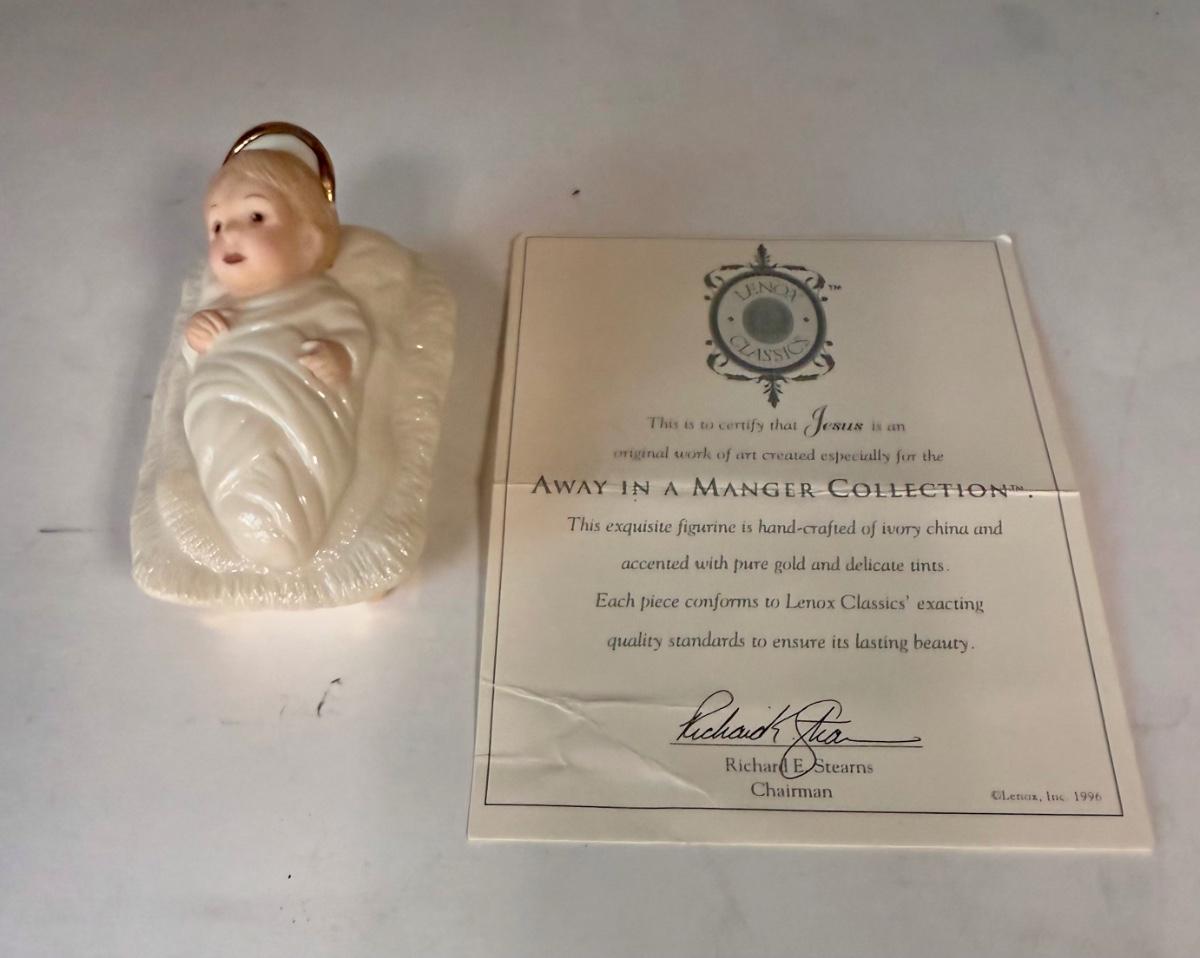 LENOX
CLASSICS
™
This is to certify that Jesus is an
original work of art created especially for the
AWAY IN A MANGER COLLECTION™.
This exquisite figurine is hand-crafted of ivory china and
accented with pure gold and delicate tints.
Each piece conforms to Lenox Classics' exacting
quality standards to ensure its lasting beauty.
Richard E. Stearns
Chairman
©Lenox, Inc. 1996